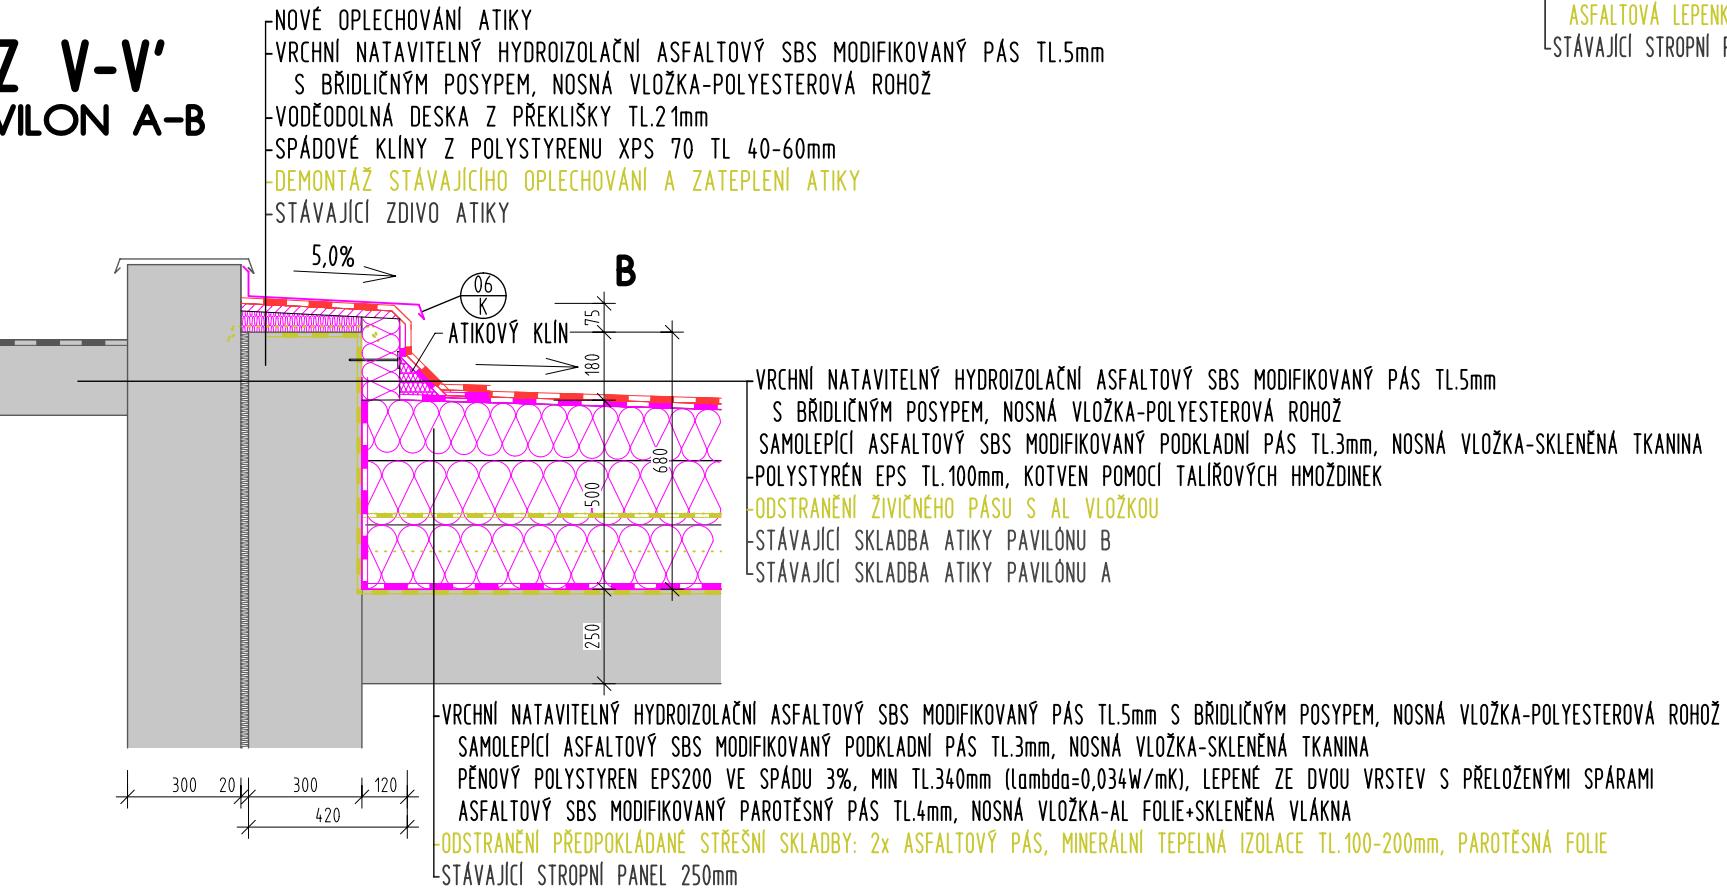 NOVÉ OPLECHOVÁNÍ ATIKY
VRCHNÍ NATAVITELNÝ HYDROIZOLAČNÍ ASFALTOVÝ SBS MODIFIKOVANÝ PÁS TL.5mm
S BŘIDLIČNÝM POSYPEM, NOSNÁ VLOŽKA-POLYESTEROVÁ ROHOŽ
VODĚODOLNÁ DESKA Z PŘEKLIŠKY TL.21mm
SPÁDOVÉ KLÍNY Z POLYSTYRENU XPS 70 TL 40-60mm
DEMONTÁŽ STÁVAJÍCÍHO OPLECHOVÁNÍ A ZATEPLENÍ ATIKY
STÁVAJÍCÍ ZDIVO ATIKY
Z V-V'
VILON A-B
ASFALTOVÁ LEPENK
STÁVAJÍCÍ STROPNÍ P
5,0%
06
K
B
ATIKOVÝ KLÍN
75
180
680
500
250
VRCHNÍ NATAVITELNÝ HYDROIZOLAČNÍ ASFALTOVÝ SBS MODIFIKOVANÝ PÁS TL.5mm
S BŘIDLIČNÝM POSYPEM, NOSNÁ VLOŽKA-POLYESTEROVÁ ROHOŽ
SAMOLEPÍCÍ ASFALTOVÝ SBS MODIFIKOVANÝ PODKLADNÍ PÁS TL.3mm, NOSNÁ VLOŽKA-SKLENĚNÁ TKANINA
POLYSTYRÉN EPS TL.100mm, KOTVEN POMOCÍ TALÍŘOVÝCH HMOŽDINEK
ODSTRANĚNÍ ŽIVIČNÉHO PÁSU S AL VLOŽKOU
STÁVAJÍCÍ SKLADBA ATIKY PAVILÓNU B
STÁVAJÍCÍ SKLADBA ATIKY PAVILÓNU A
VRCHNÍ NATAVITELNÝ HYDROIZOLAČNÍ ASFALTOVÝ SBS MODIFIKOVANÝ PÁS TL.5mm S BŘIDLIČNÝM POSYPEM, NOSNÁ VLOŽKA-POLYESTEROVÁ ROHOŽ
SAMOLEPÍCÍ ASFALTOVÝ SBS MODIFIKOVANÝ PODKLADNÍ PÁS TL.3mm, NOSNÁ VLOŽKA-SKLENĚNÁ TKANINA
PĚNOVÝ POLYSTYREN EPS200 VE SPÁDU 3%, MIN TL.340mm (lambda=0,034W/mK), LEPENÉ ZE DVOU VRSTEV S PŘELOŽENÝMI SPÁRAMI
ASFALTOVÝ SBS MODIFIKOVANÝ PAROTĚSNÝ PÁS TL.4mm, NOSNÁ VLOŽKA-AL FOLIE+SKLENĚNÁ VLÁKNA
ODSTRANĚNÍ PŘEDPOKLÁDANÉ STŘEŠNÍ SKLADBY: 2x ASFALTOVÝ PÁS, MINERÁLNÍ TEPELNÁ IZOLACE TL.100-200mm, PAROTĚSNÁ FOLIE
STÁVAJÍCÍ STROPNÍ PANEL 250mm
300 20 300 120
420